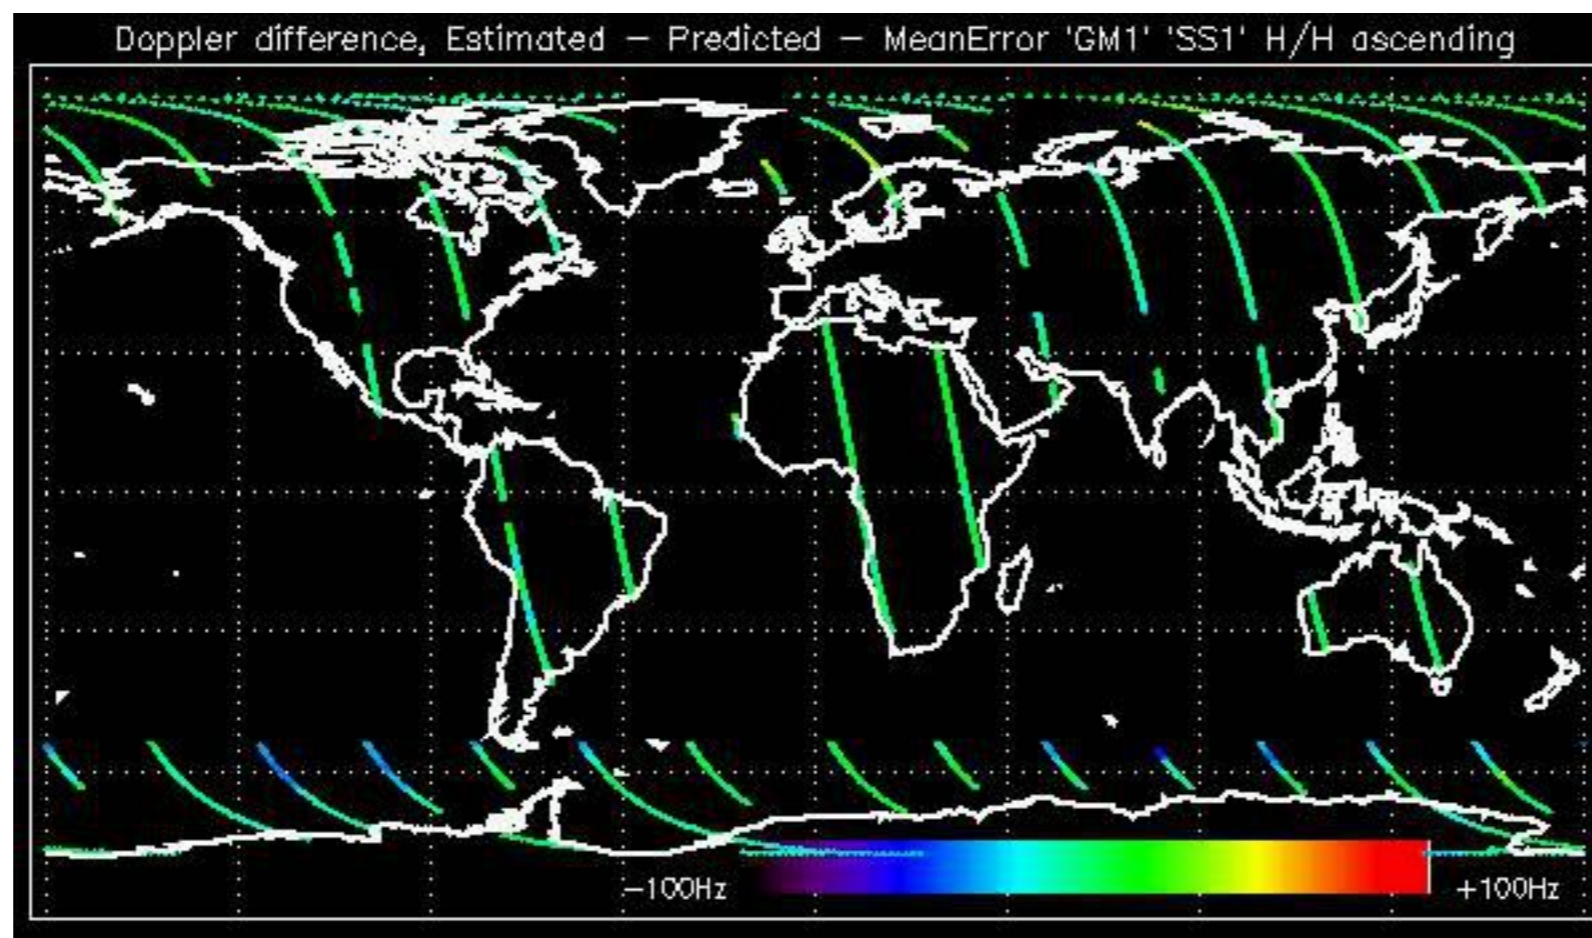 Doppler difference, Estimated – Predicted – MeanError 'GM1' 'SS1' H/H ascending
–100Hz +100Hz